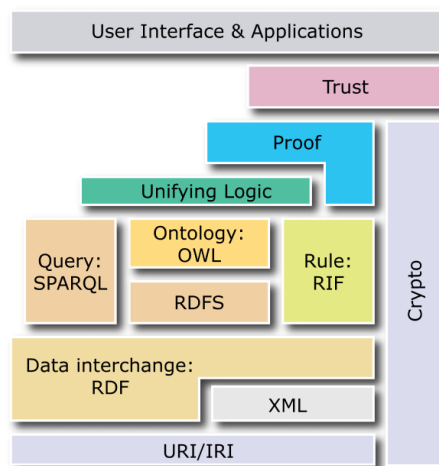 User Interface & Applications
Trust
Proof
Unifying Logic
Ontology:
OWL
Query:
SPARQL
Rule:
RIF
RDFS
Crypto
Data interchange:
RDF
XML
URI/IRI